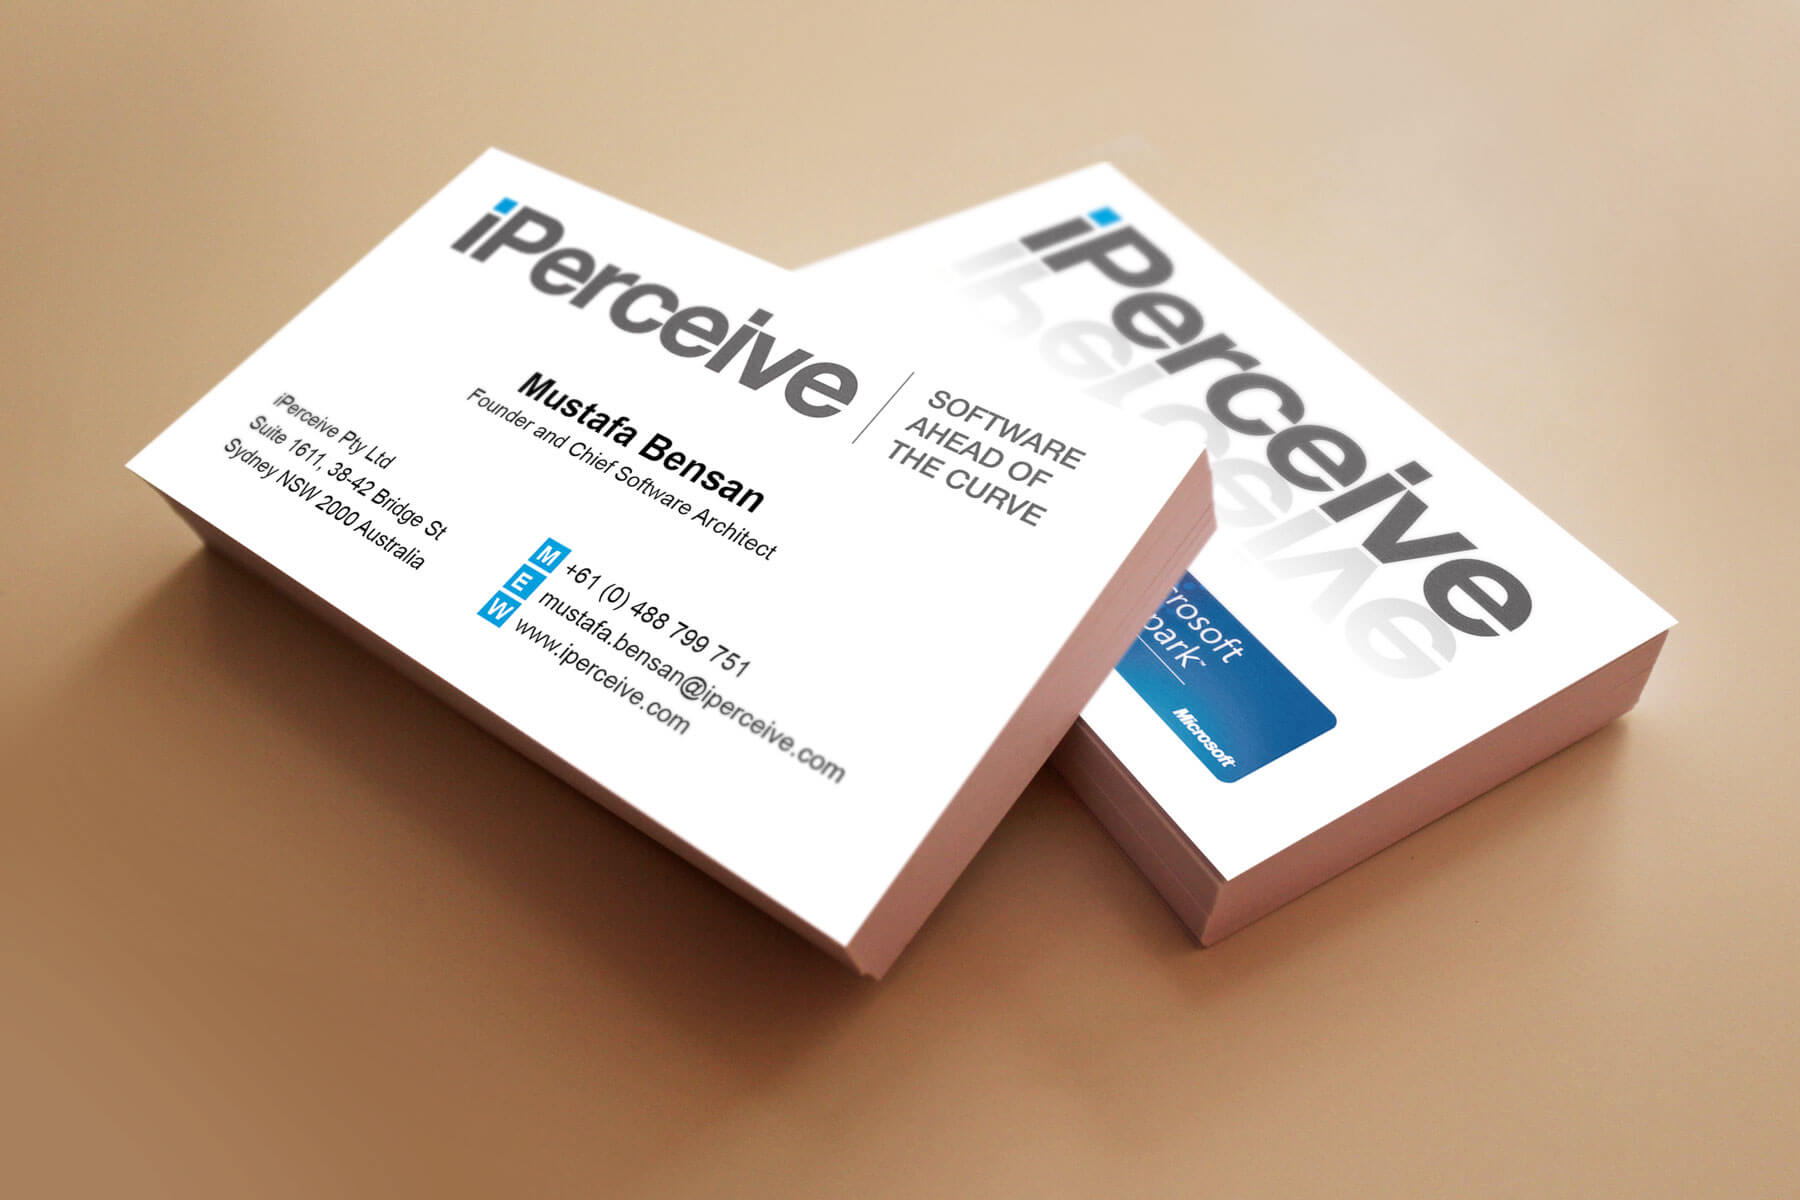 iPerceive
SOFTWARE
AHEAD OF
THE CURVE
Mustafa Bensan
Founder and Chief Software Architect
iPerceive Pty Ltd
Suite 1611, 38-42 Bridge St
Sydney NSW 2000 Australia
M +61 (0) 488 799 751
E mustafa.bensan@iperceive.com
W www.iperceive.com
iPerceive
iPerceive
crosoft
park™
Microsoft